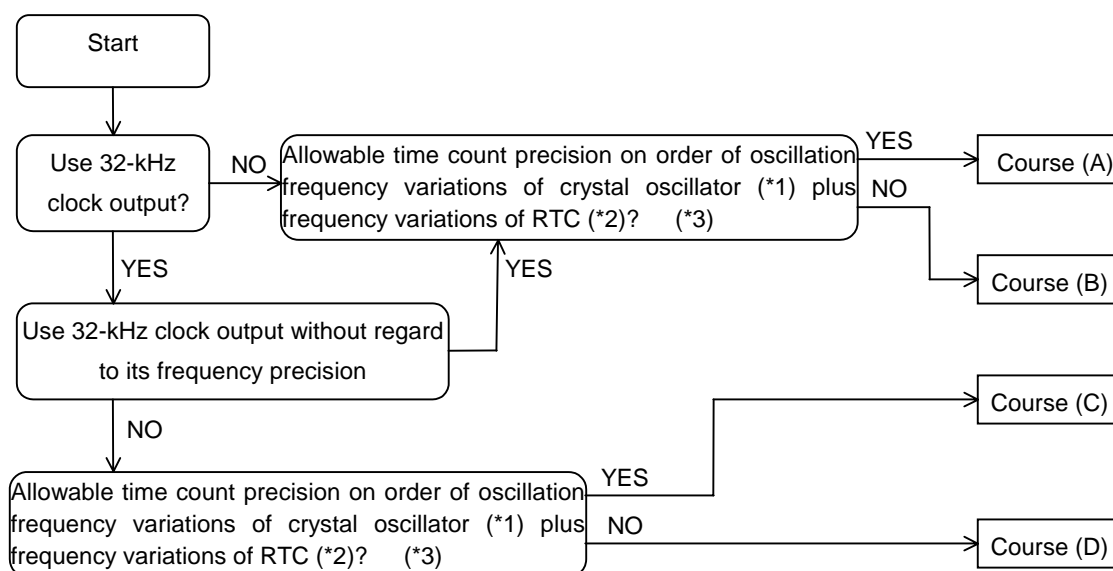 Start
Use 32-kHz
clock output?
NO
YES
Allowable time count precision on order of oscillation
frequency variations of crystal oscillator (*1) plus
frequency variations of RTC (*2)? (*3)
YES
NO
Course (A)
Course (B)
YES
Use 32-kHz clock output without regard
to its frequency precision
NO
Course (C)
Allowable time count precision on order of oscillation
frequency variations of crystal oscillator (*1) plus
frequency variations of RTC (*2)? (*3)
YES
NO
Course (D)